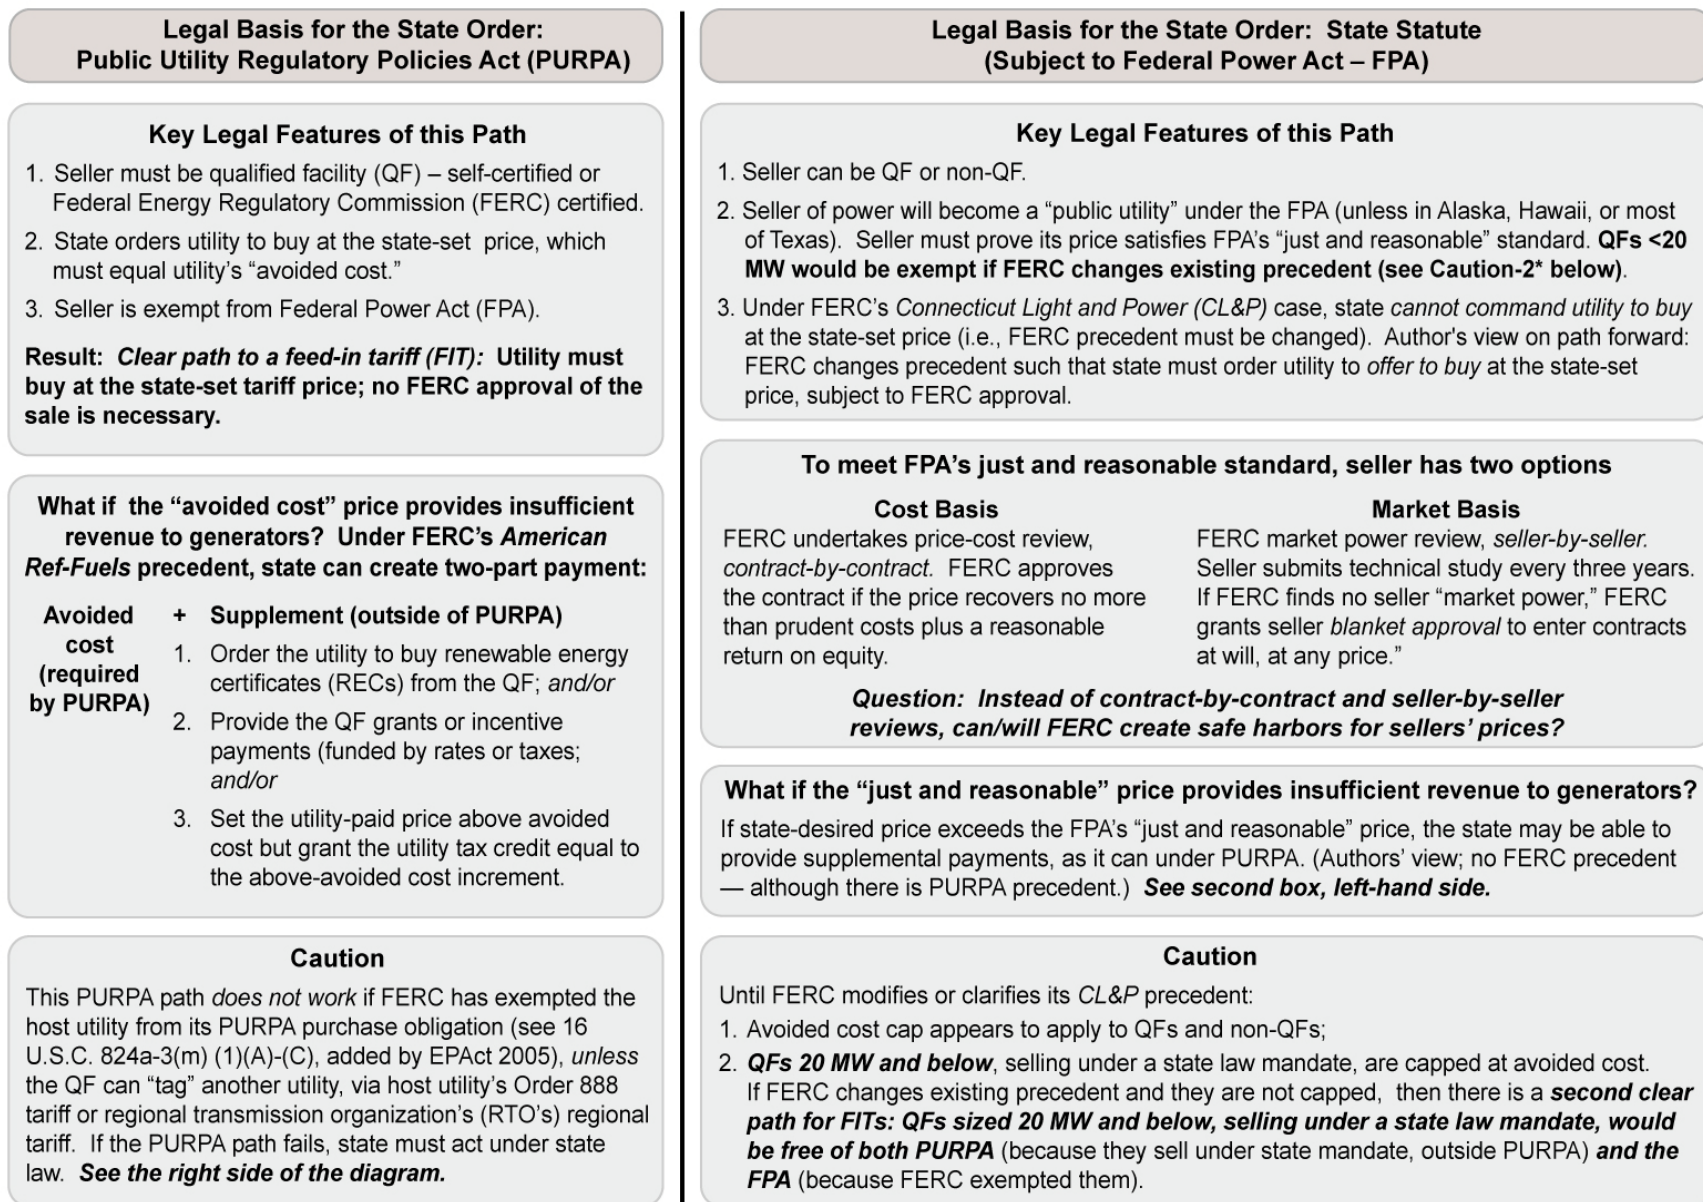 Legal Basis for the State Order:
Public Utility Regulatory Policies Act (PURPA)
Key Legal Features of this Path
1. Seller must be qualified facility (QF) – self-certified or
Federal Energy Regulatory Commission (FERC) certified.
2. State orders utility to buy at the state-set price, which
must equal utility's “avoided cost.”
3. Seller is exempt from Federal Power Act (FPA).
Result: Clear path to a feed-in tariff (FIT): Utility must
buy at the state-set tariff price; no FERC approval of the
sale is necessary.
What if the “avoided cost” price provides insufficient
revenue to generators? Under FERC's American
Ref-Fuels precedent, state can create two-part payment:
Avoided
cost
(required
by PURPA)
+ Supplement (outside of PURPA)
1. Order the utility to buy renewable energy
certificates (RECs) from the QF; and/or
2. Provide the QF grants or incentive
payments (funded by rates or taxes;
and/or
3. Set the utility-paid price above avoided
cost but grant the utility tax credit equal to
the above-avoided cost increment.
Caution
This PURPA path does not work if FERC has exempted the
host utility from its PURPA purchase obligation (see 16
U.S.C. 824a-3(m) (1)(A)-(C), added by EPAct 2005), unless
the QF can “tag” another utility, via host utility's Order 888
tariff or regional transmission organization's (RTO's) regional
tariff. If the PURPA path fails, state must act under state
law. See the right side of the diagram.
Legal Basis for the State Order: State Statute
(Subject to Federal Power Act – FPA)
Key Legal Features of this Path
1. Seller can be QF or non-QF.
2. Seller of power will become a “public utility” under the FPA (unless in Alaska, Hawaii, or most
of Texas). Seller must prove its price satisfies FPA's “just and reasonable” standard. QFs <20
MW would be exempt if FERC changes existing precedent (see Caution-2* below).
3. Under FERC's Connecticut Light and Power (CL&P) case, state cannot command utility to buy
at the state-set price (i.e., FERC precedent must be changed). Author's view on path forward:
FERC changes precedent such that state must order utility to offer to buy at the state-set
price, subject to FERC approval.
To meet FPA's just and reasonable standard, seller has two options
Cost Basis
FERC undertakes price-cost review,
contract-by-contract. FERC approves
the contract if the price recovers no more
than prudent costs plus a reasonable
return on equity.
Market Basis
FERC market power review, seller-by-seller.
Seller submits technical study every three years.
If FERC finds no seller “market power,” FERC
grants seller blanket approval to enter contracts
at will, at any price.”
Question: Instead of contract-by-contract and seller-by-seller
reviews, can/will FERC create safe harbors for sellers' prices?
What if the “just and reasonable” price provides insufficient revenue to generators?
If state-desired price exceeds the FPA's “just and reasonable” price, the state may be able to
provide supplemental payments, as it can under PURPA. (Authors' view; no FERC precedent
— although there is PURPA precedent.) See second box, left-hand side.
Caution
Until FERC modifies or clarifies its CL&P precedent:
1. Avoided cost cap appears to apply to QFs and non-QFs;
2. QFs 20 MW and below, selling under a state law mandate, are capped at avoided cost.
If FERC changes existing precedent and they are not capped, then there is a second clear
path for FITs: QFs sized 20 MW and below, selling under a state law mandate, would
be free of both PURPA (because they sell under state mandate, outside PURPA) and the
FPA (because FERC exempted them).